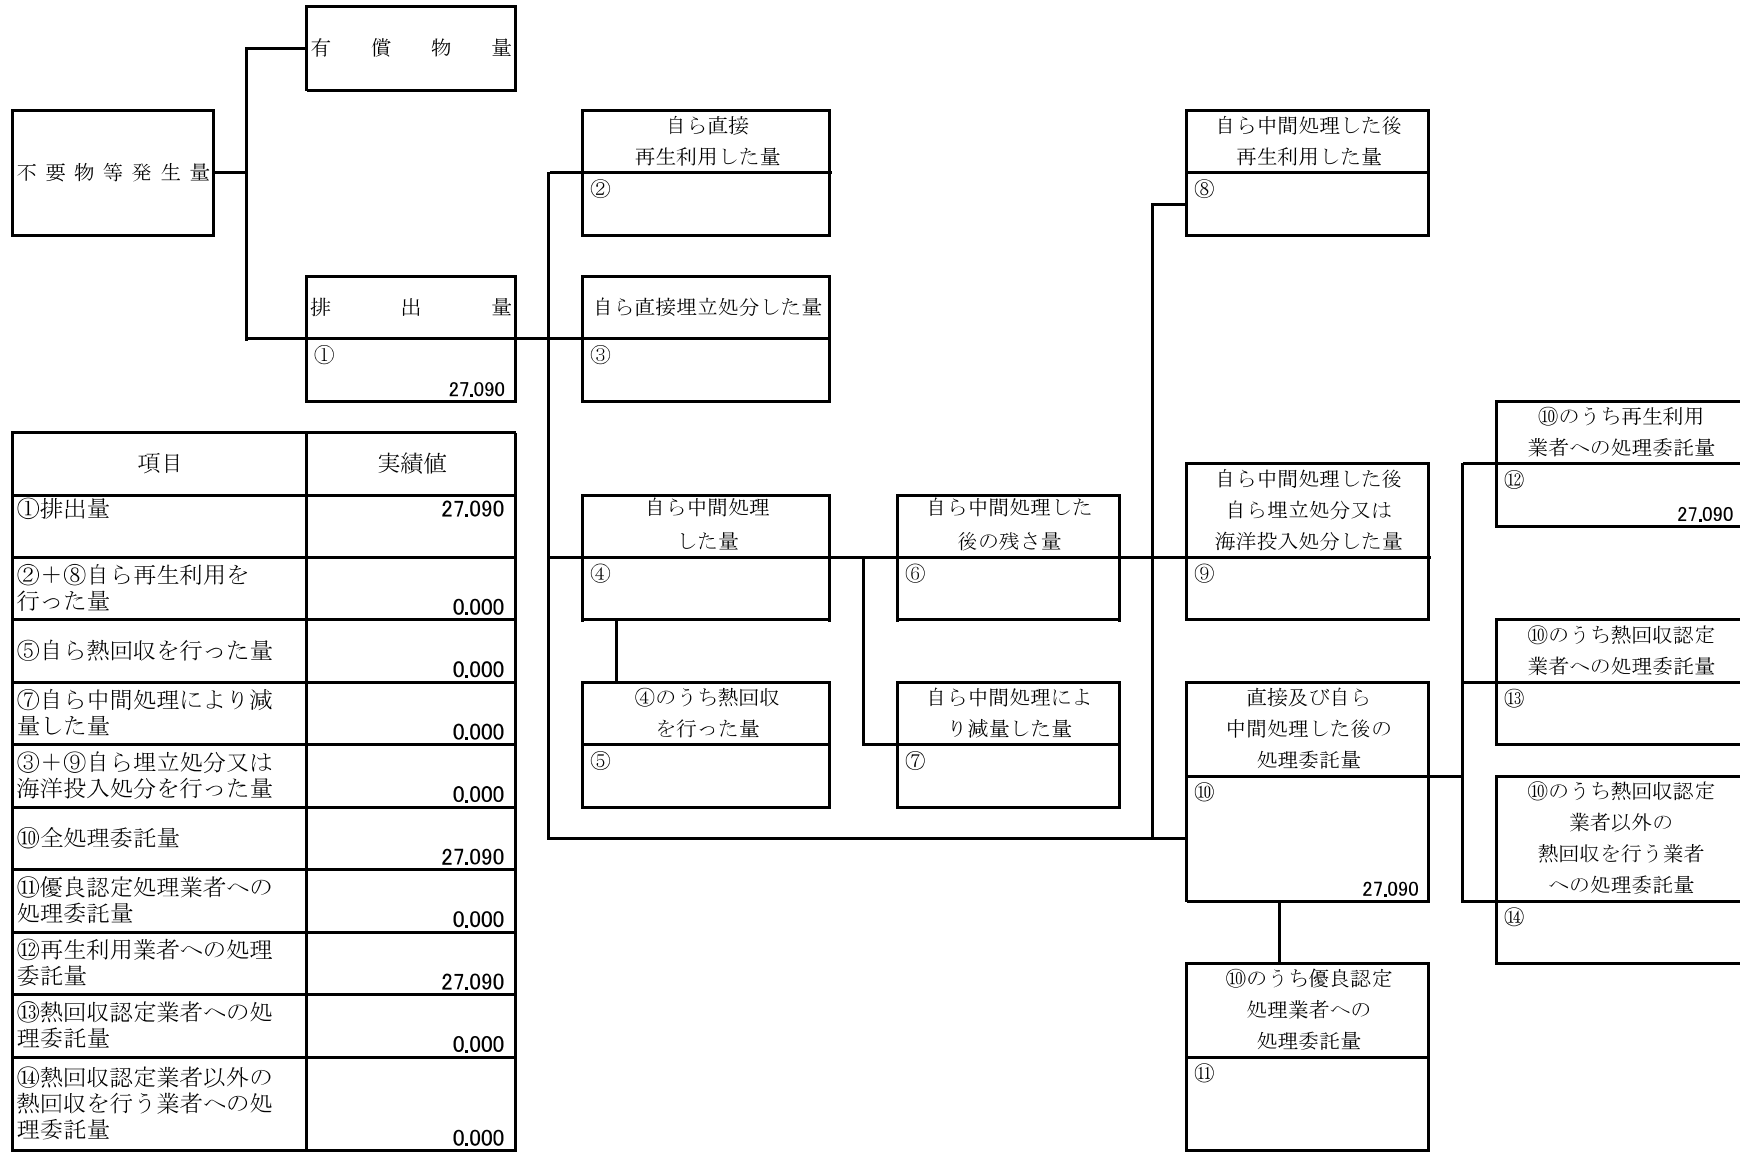 有償物量
不要物等発生量
排出量
①
27.090
自ら直接
再生利用した量
②
自ら直接埋立処分した量
③
自ら中間処理
した量
④
④のうち熱回収
を行った量
⑤
自ら中間処理した
後の残さ量
⑥
自ら中間処理によ
り減量した量
⑦
自ら中間処理した後
再生利用した量
⑧
自ら中間処理した後
自ら埋立処分又は
海洋投入処分した量
⑨
直接及び自ら
中間処理した後の
処理委託量
⑩
27.090
⑩のうち優良認定
処理業者への
処理委託量
⑪
⑩のうち再生利用
業者への処理委託量
⑫
27.090
⑩のうち熱回収認定
業者への処理委託量
⑬
⑩のうち熱回収認定
業者以外の
熱回収を行う業者
への処理委託量
⑭
項目 実績値
①排出量 27.090
②+⑧自ら再生利用を
行った量 0.000
⑤自ら熱回収を行った量 0.000
⑦自ら中間処理により減
量した量 0.000
③+⑨自ら埋立処分又は
海洋投入処分を行った量 0.000
⑩全処理委託量 27.090
⑪優良認定処理業者への
処理委託量 0.000
⑫再生利用業者への処理
委託量 27.090
⑬熱回収認定業者への処
理委託量 0.000
⑭熱回収認定業者以外の
熱回収を行う業者への処
理委託量 0.000